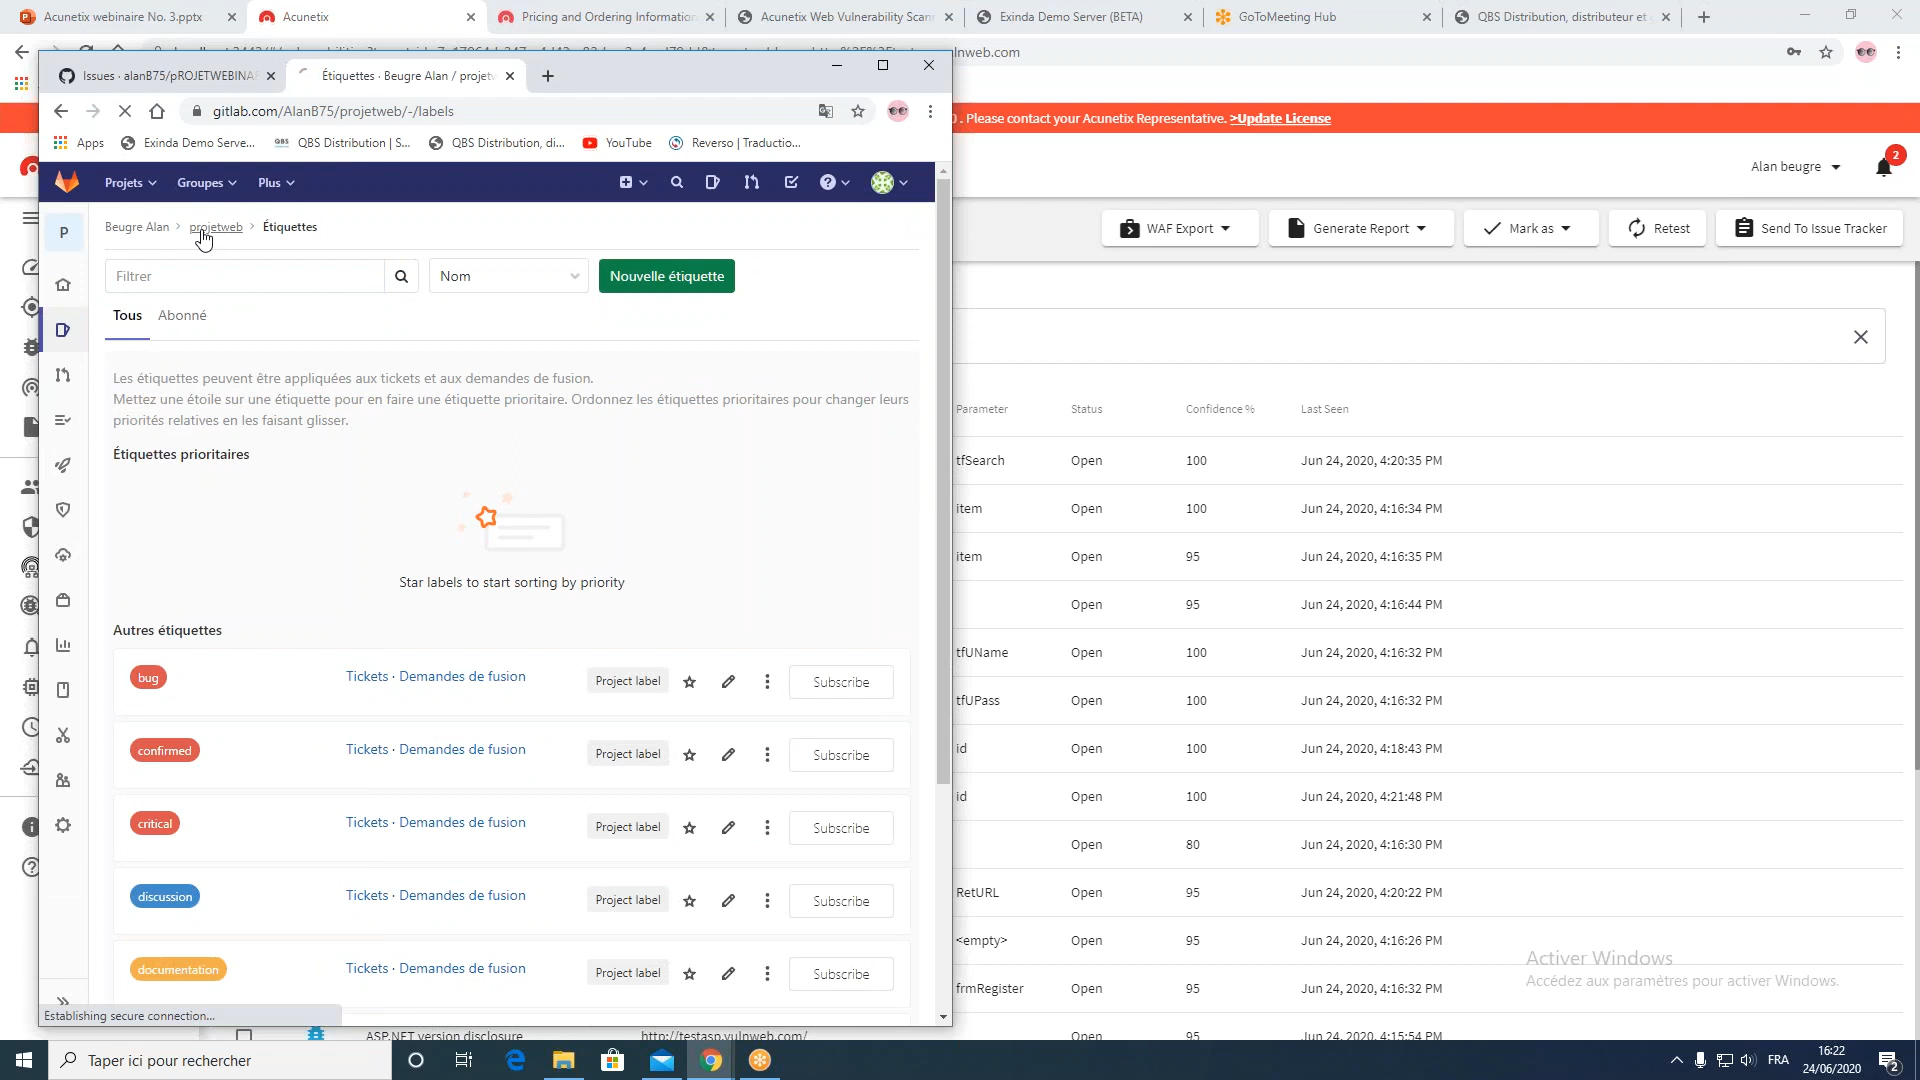 Acunetix webinaire No. 3.pptx
Acunetix
Pricing and Ordering Information
Acunetix Web Vulnerability Scan
Exinda Demo Server (BETA)
GoToMeeting Hub
QBS Distribution, distributeur et
lnweb.com
Issues · alanB75/pROJETWEBINA
Étiquettes · Beugre Alan / projetw
gitlab.com/AlanB75/projetweb/-/labels
Apps
Exinda Demo Serve...
QBS Distribution | S...
QBS Distribution, di...
YouTube
Reverso | Traductio...
. Please contact your Acunetix Representative. >Update License
Projets
Groupes
Plus
Alan beugre
2
P
Beugre Alan > projetweb > Étiquettes
WAF Export
Generate Report
Mark as
Retest
Send To Issue Tracker
Filtrer
Nom
Nouvelle étiquette
Tous
Abonné
Les étiquettes peuvent être appliquées aux tickets et aux demandes de fusion.
Mettez une étoile sur une étiquette pour en faire une étiquette prioritaire. Ordonnez les étiquettes prioritaires pour changer leurs
priorités relatives en les faisant glisser.
Étiquettes prioritaires
Star labels to start sorting by priority
Autres étiquettes
bug
Tickets · Demandes de fusion
Project label
Subscribe
confirmed
Tickets · Demandes de fusion
Project label
Subscribe
critical
Tickets · Demandes de fusion
Project label
Subscribe
discussion
Tickets · Demandes de fusion
Project label
Subscribe
documentation
Tickets · Demandes de fusion
Project label
Subscribe
Establishing secure connection...
Parameter Status Confidence % Last Seen
tfSearch Open 100 Jun 24, 2020, 4:20:35 PM
item Open 100 Jun 24, 2020, 4:16:34 PM
item Open 95 Jun 24, 2020, 4:16:35 PM
Open 95 Jun 24, 2020, 4:16:44 PM
tfUName Open 100 Jun 24, 2020, 4:16:32 PM
tfUPass Open 100 Jun 24, 2020, 4:16:32 PM
id Open 100 Jun 24, 2020, 4:18:43 PM
id Open 100 Jun 24, 2020, 4:21:48 PM
Open 80 Jun 24, 2020, 4:16:30 PM
RetURL Open 95 Jun 24, 2020, 4:20:22 PM
<empty> Open 95 Jun 24, 2020, 4:16:26 PM
frmRegister Open 95 Jun 24, 2020, 4:16:32 PM
ASP.NET version disclosure http://testasp.vulnweb.com/ Open 95 Jun 24, 2020, 4:15:54 PM
Activer Windows
Accédez aux paramètres pour activer Windows.
Taper ici pour rechercher
FRA
16:22
24/06/2020
2